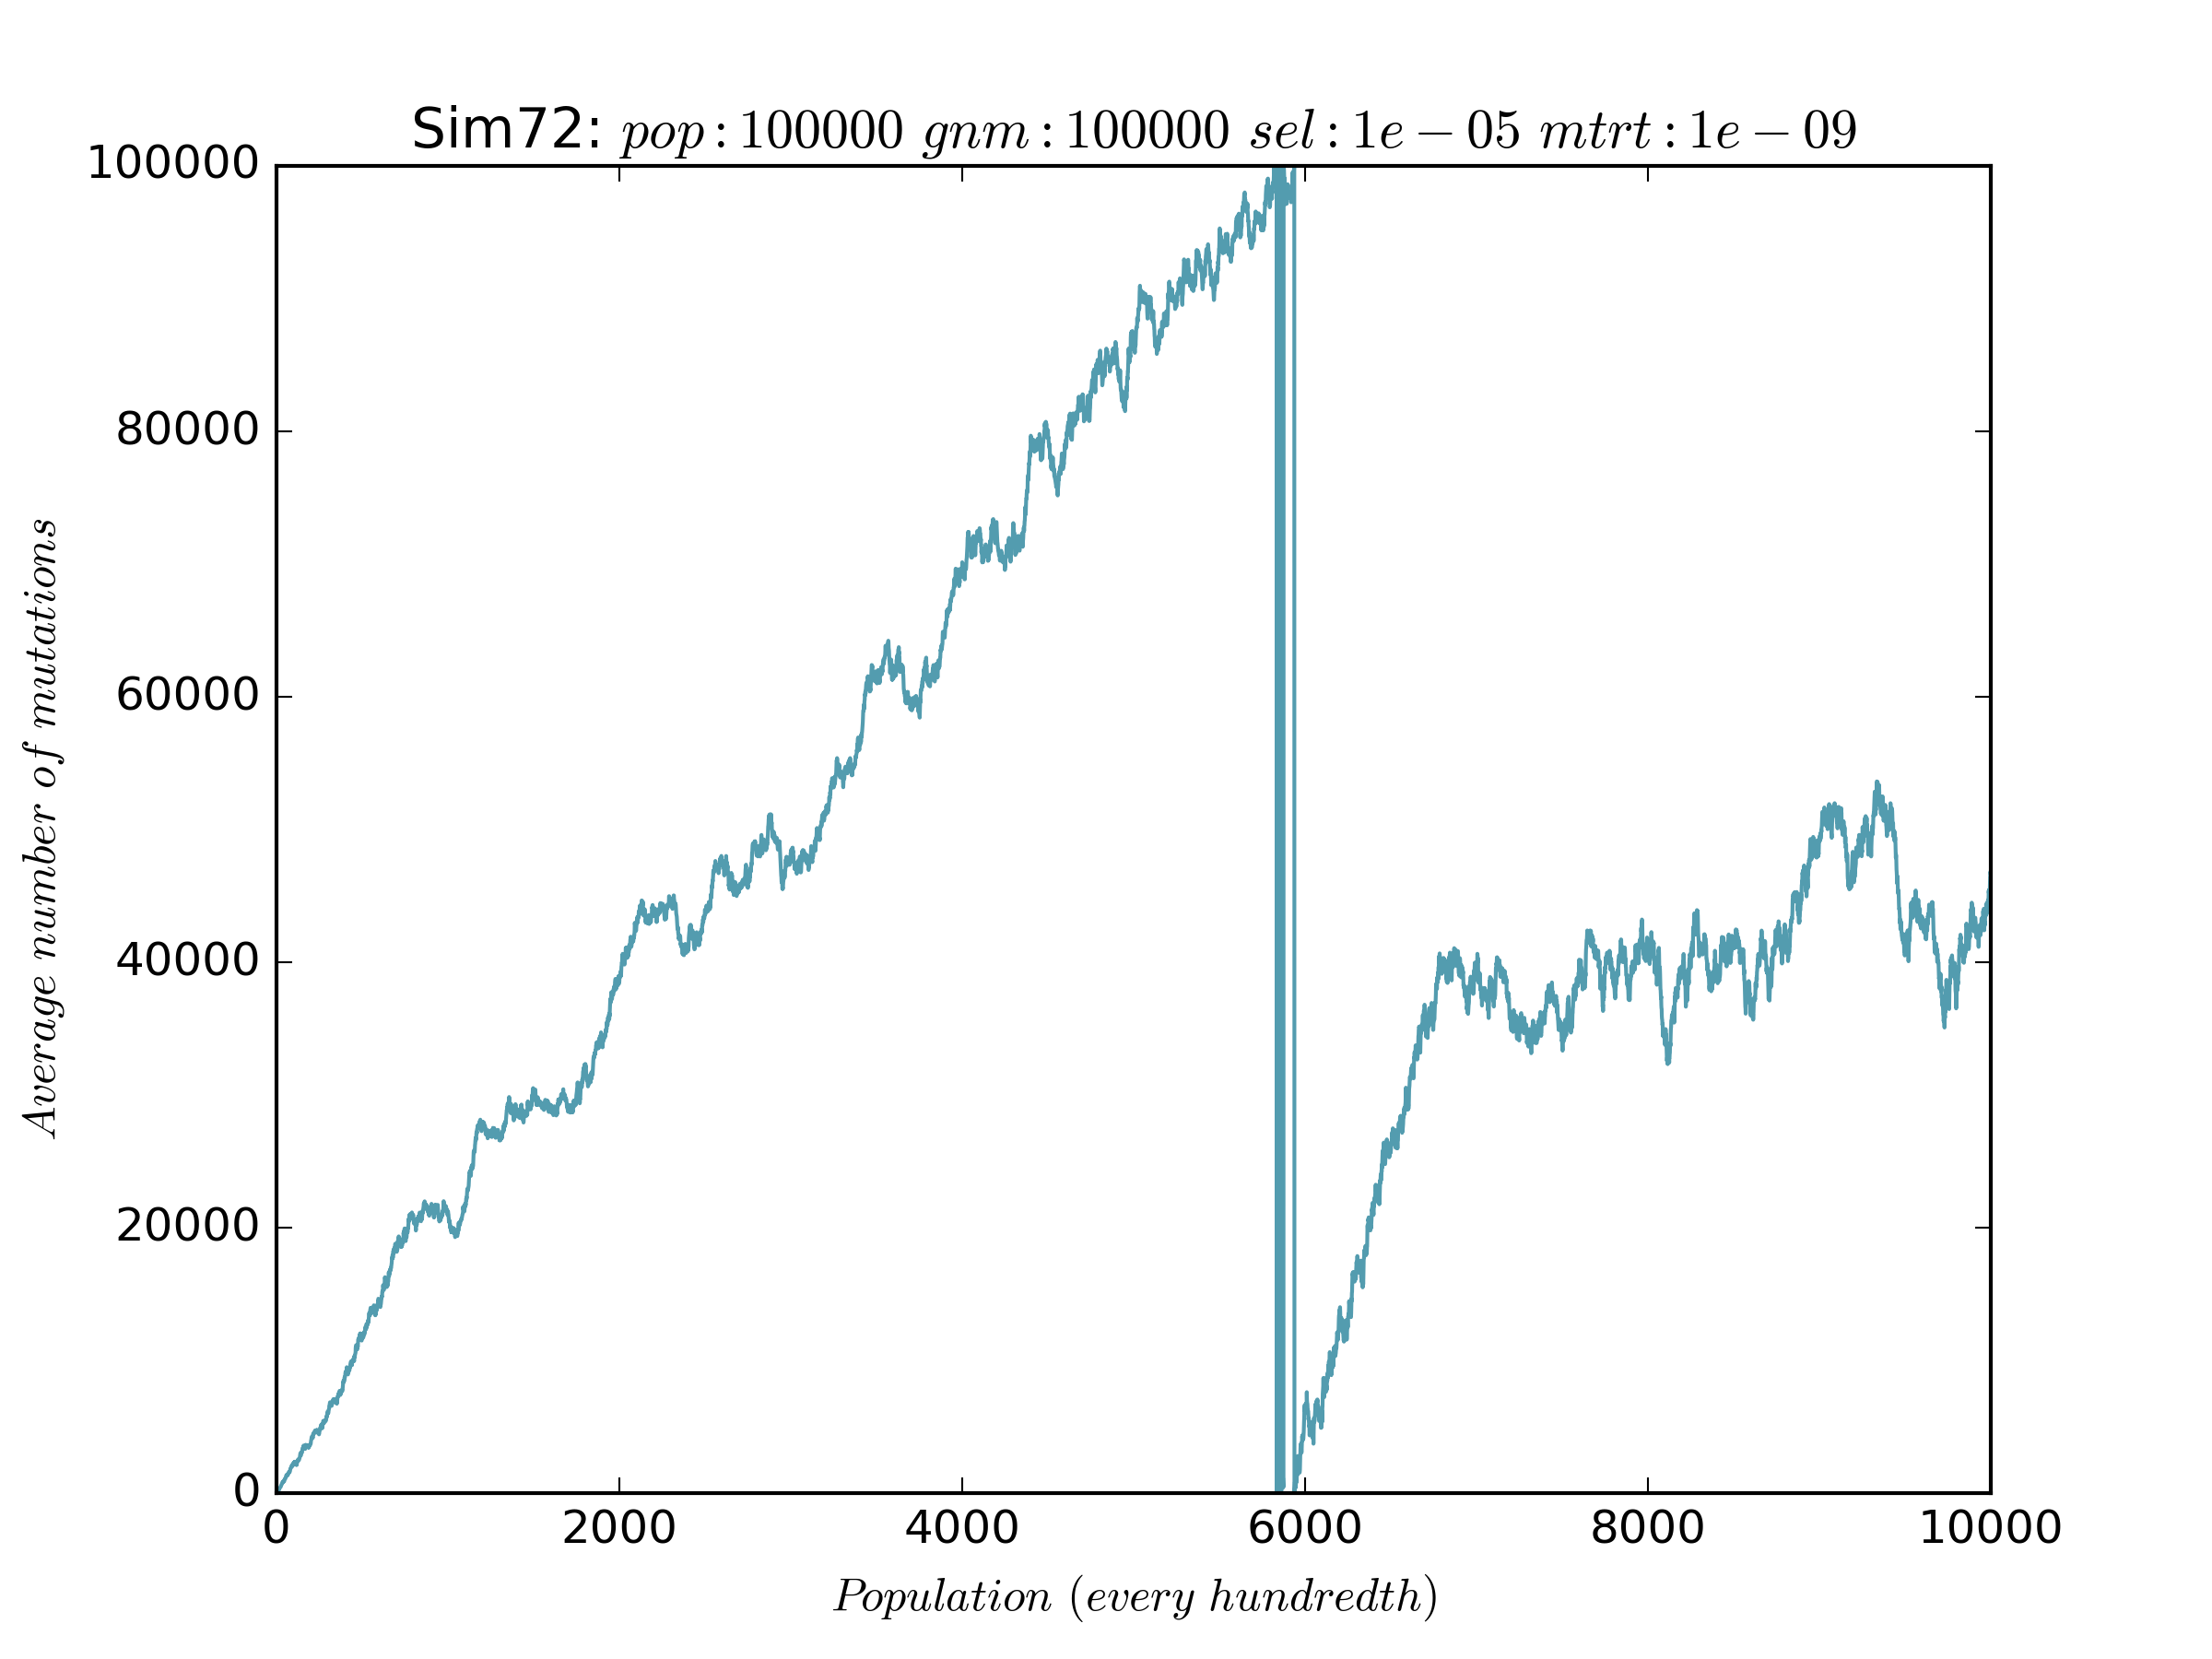 Sim72: pop : 100000 gnm : 100000 sel : 1e − 05 mtrt : 1e − 09
100000
80000
60000
40000
20000
0
Average number of mutations
0 2000 4000 6000 8000 10000
Population (every hundredth)